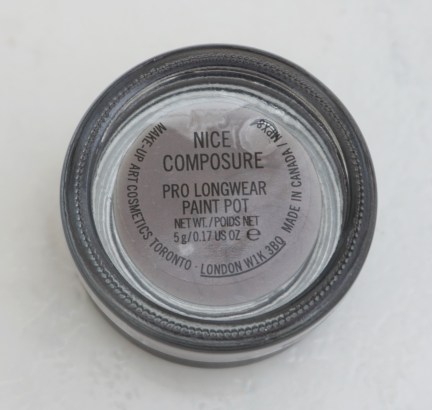 NICE
COMPOSURE
PRO LONGWEAR
PAINT POT
NET WT./POIDS NET
5 g/0.17 US OZ e
MAKE-UP ART COSMETICS TORONTO - LONDON W1K 3BQ
MADE IN CANADA /